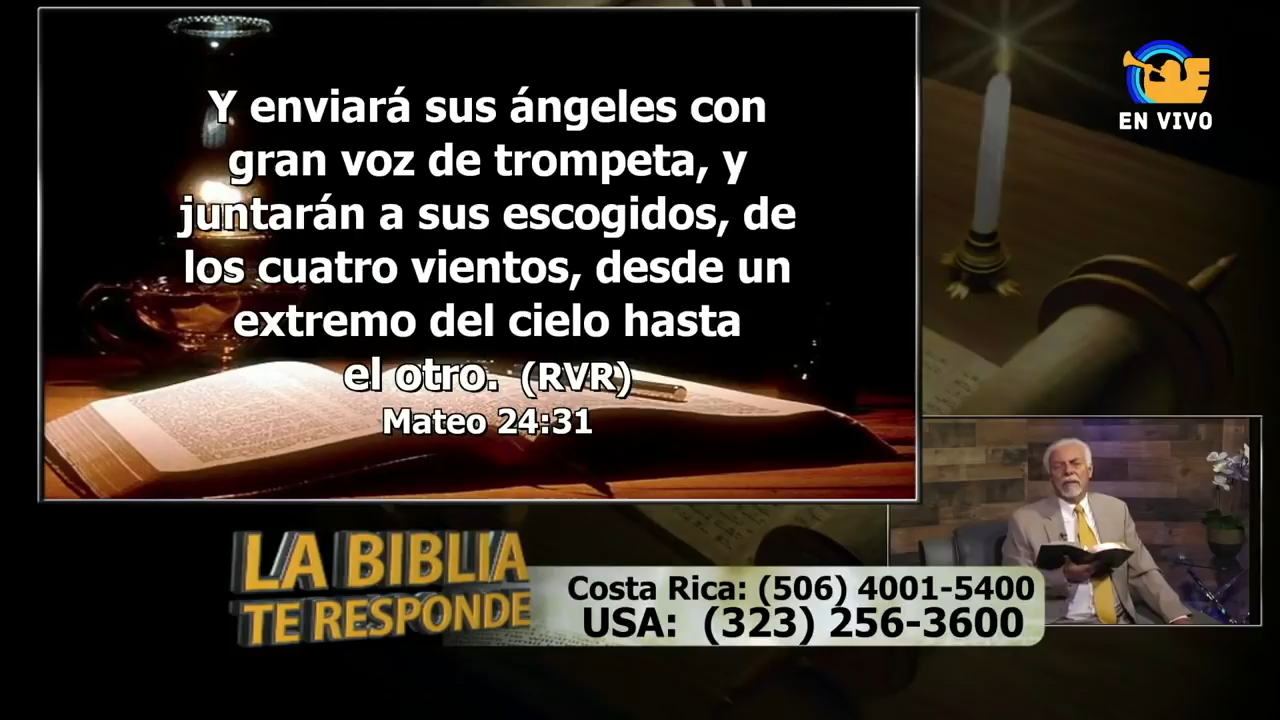 Y enviará sus ángeles con
gran voz de trompeta, y
juntarán a sus escogidos, de
los cuatro vientos, desde un
extremo del cielo hasta
el otro. (RVR)
Mateo 24:31
E
EN VIVO
LA BIBLIA
TE RESPONDE
Costa Rica: (506) 4001-5400
USA: (323) 256-3600